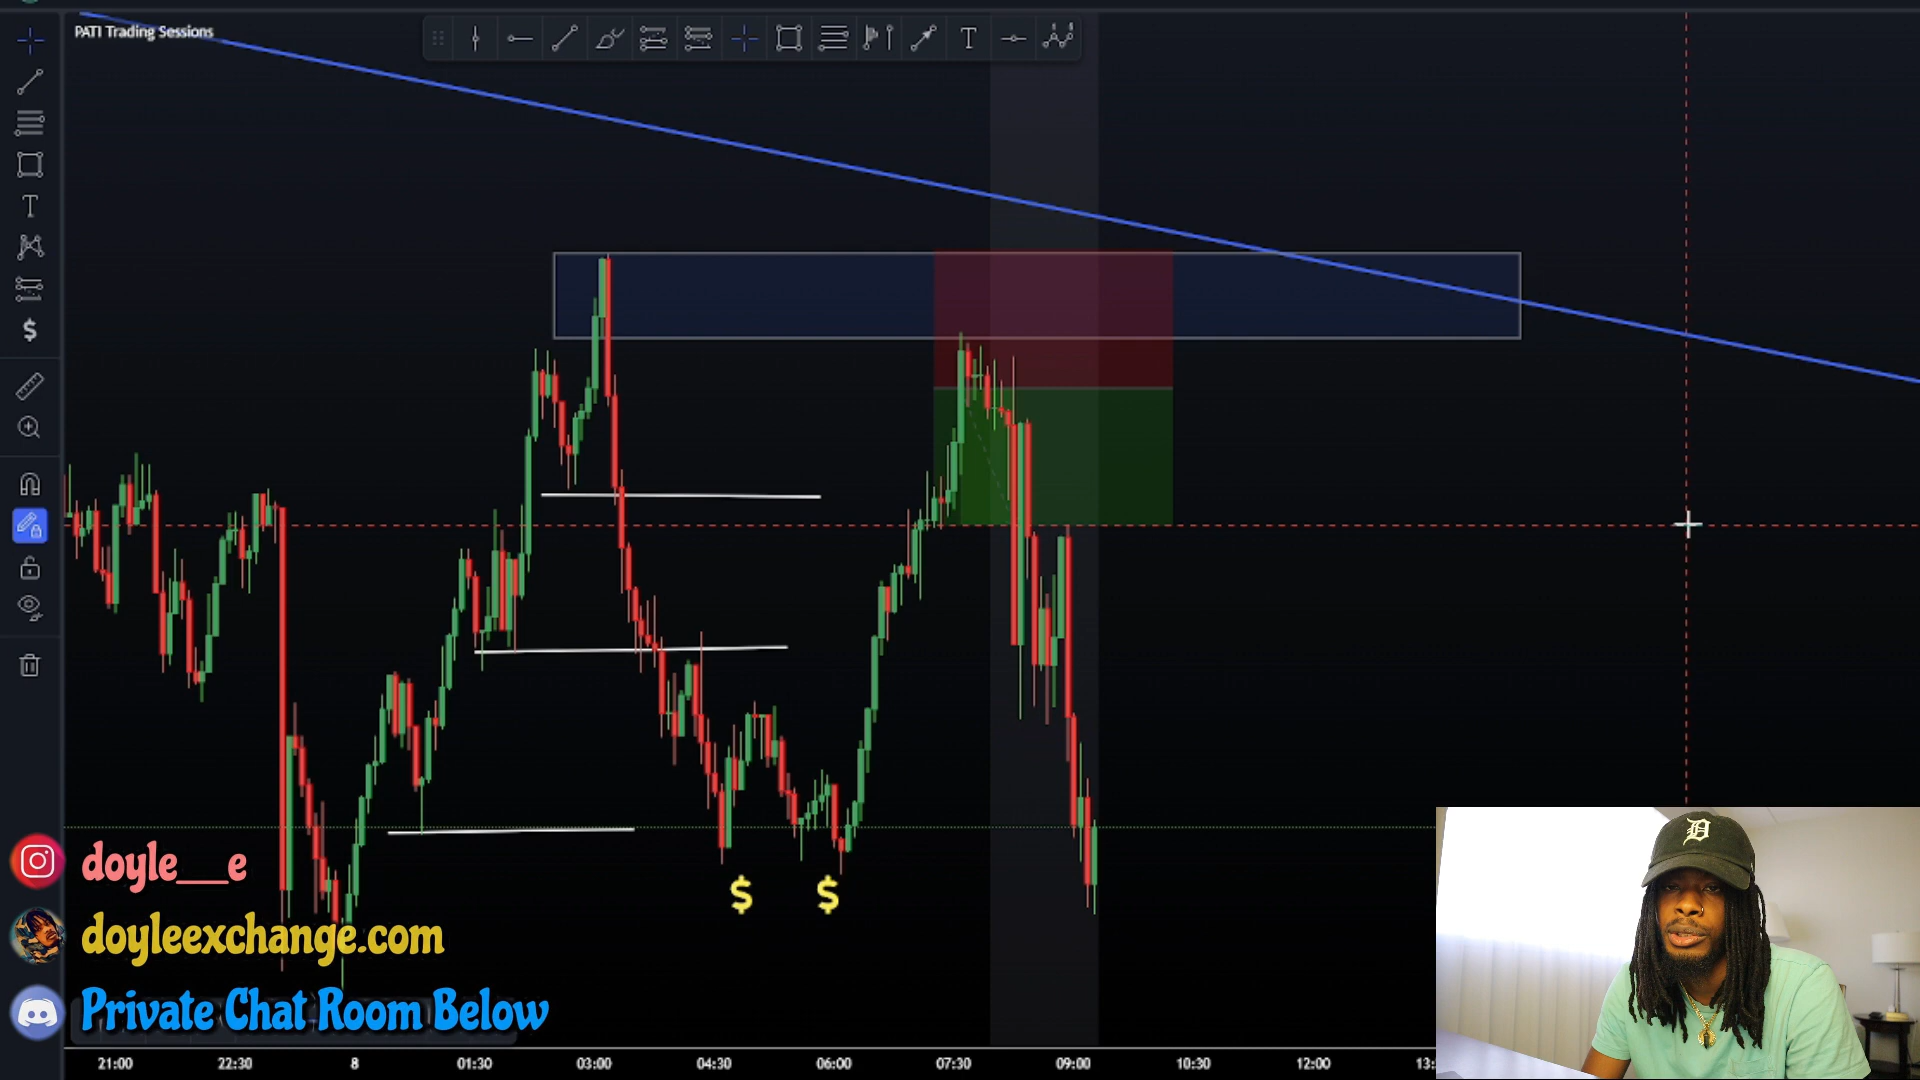 PATI Trading Sessions
T
T
$
$ $
doyle__e
doyleexchange.com
Private Chat Room Below
21:00 22:30 8 01:30 03:00 04:30 06:00 07:30 09:00 10:30 12:00